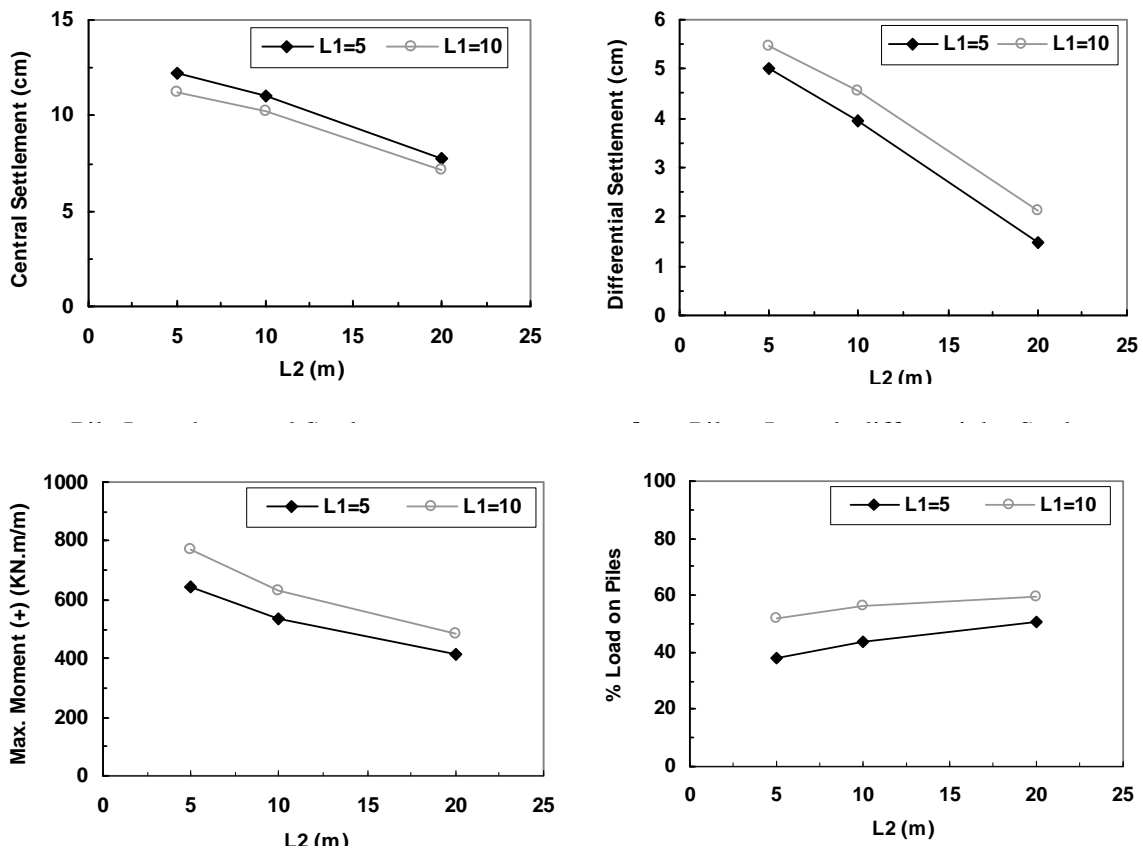 15
10
5
0
Central Settlement (cm)
L1=5 L1=10
0 5 10 15 20 25
L2 (m)
6
5
4
3
2
1
0
Differential Settlement (cm)
L1=5 L1=10
0 5 10 15 20 25
L2 (m)
1000
800
600
400
200
0
Max. Moment (+) (KN.m/m)
L1=5 L1=10
0 5 10 15 20 25
L2 (m)
100
80
60
40
20
0
% Load on Piles
L1=5 L1=10
0 5 10 15 20 25
L2 (m)